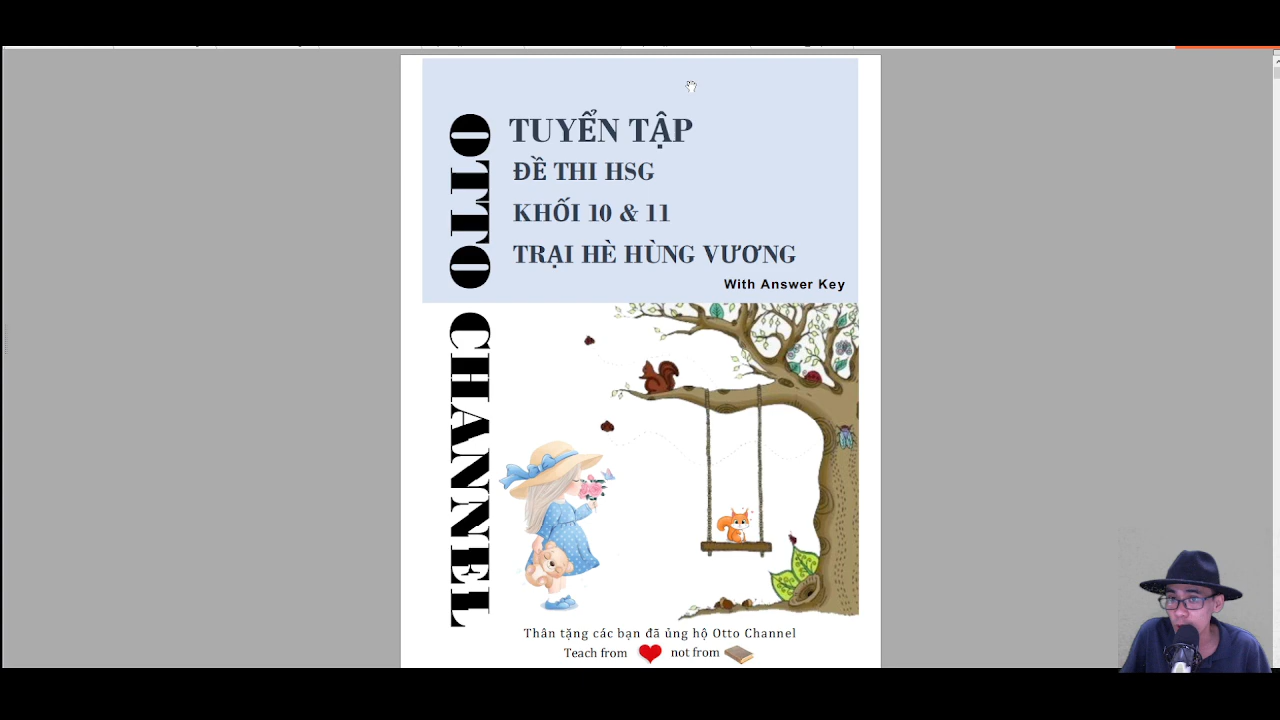 OTTO CHANNEL
TUYỂN TẬP
ĐỀ THI HSG
KHỐI 10 & 11
TRẠI HÈ HÙNG VƯƠNG
With Answer Key
Thân tặng các bạn đã ủng hộ Otto Channel
Teach from not from